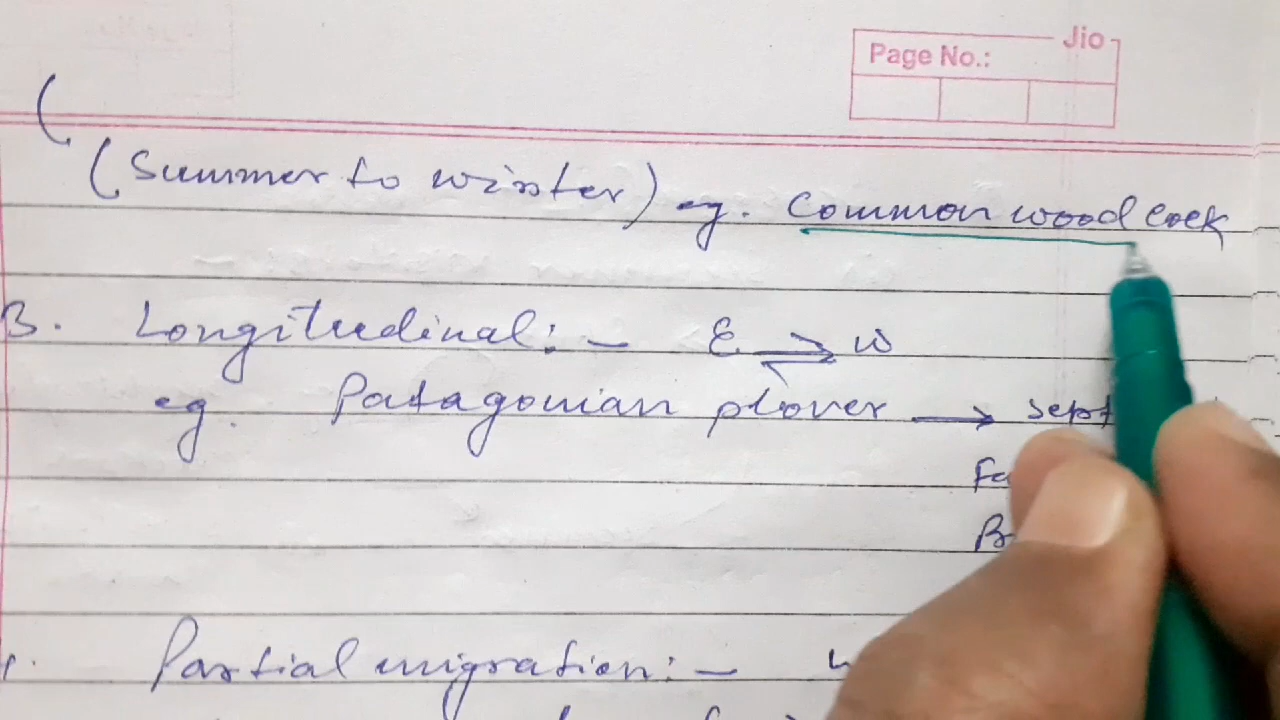 Jio
Page No.:
(
(Summer to winter) eg. Common wood cock
B. Longitudinal:- E ⇌ W
eg. Patagonian plover → Sept
Fa
B
Partial migration:-